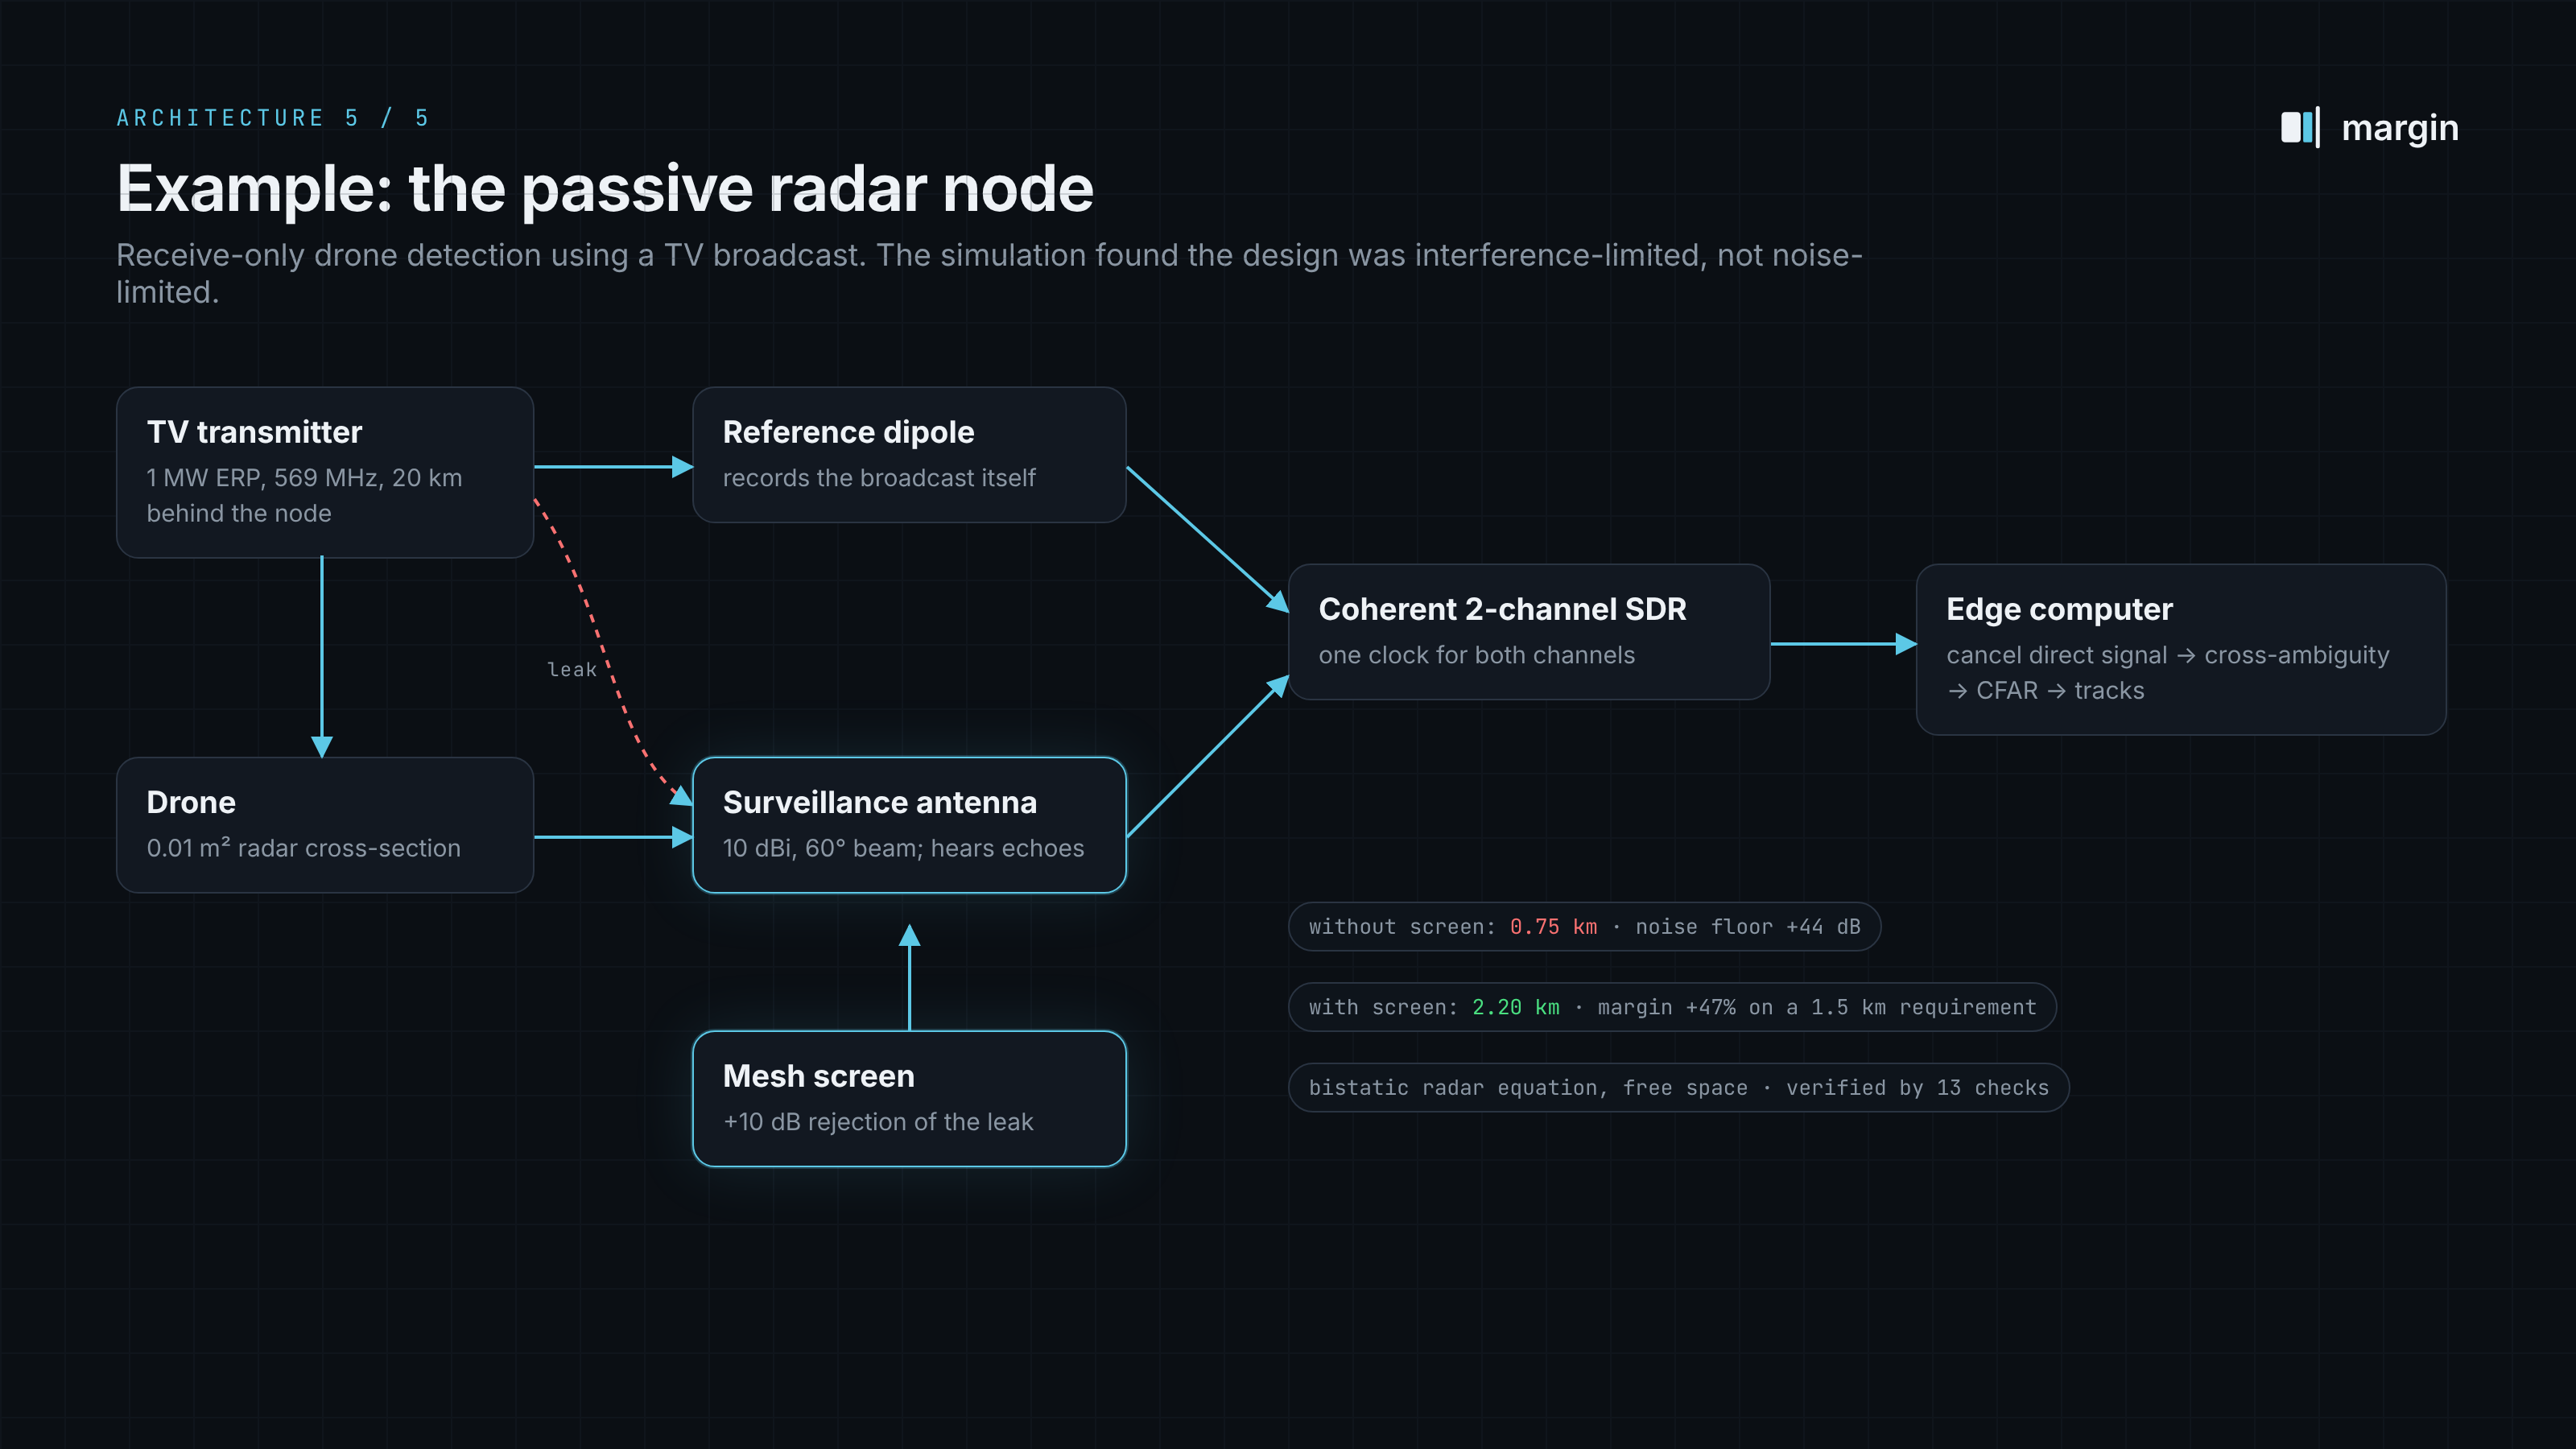 ARCHITECTURE 5 / 5
margin
Example: the passive radar node
Receive-only drone detection using a TV broadcast. The simulation found the design was interference-limited, not noise-
limited.
TV transmitter
1 MW ERP, 569 MHz, 20 km
behind the node
Reference dipole
records the broadcast itself
Coherent 2-channel SDR
one clock for both channels
Edge computer
cancel direct signal → cross-ambiguity
→ CFAR → tracks
leak
Drone
0.01 m² radar cross-section
Surveillance antenna
10 dBi, 60° beam; hears echoes
without screen: 0.75 km · noise floor +44 dB
with screen: 2.20 km · margin +47% on a 1.5 km requirement
bistatic radar equation, free space · verified by 13 checks
Mesh screen
+10 dB rejection of the leak